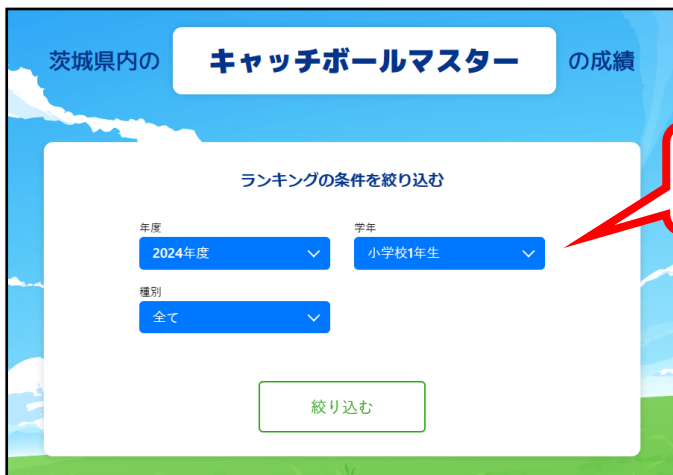 茨城県内の キャッチボールマスター の成績
ランキングの条件を絞り込む
年度 学年
2024年度 小学校1年生
種別
全て
絞り込む